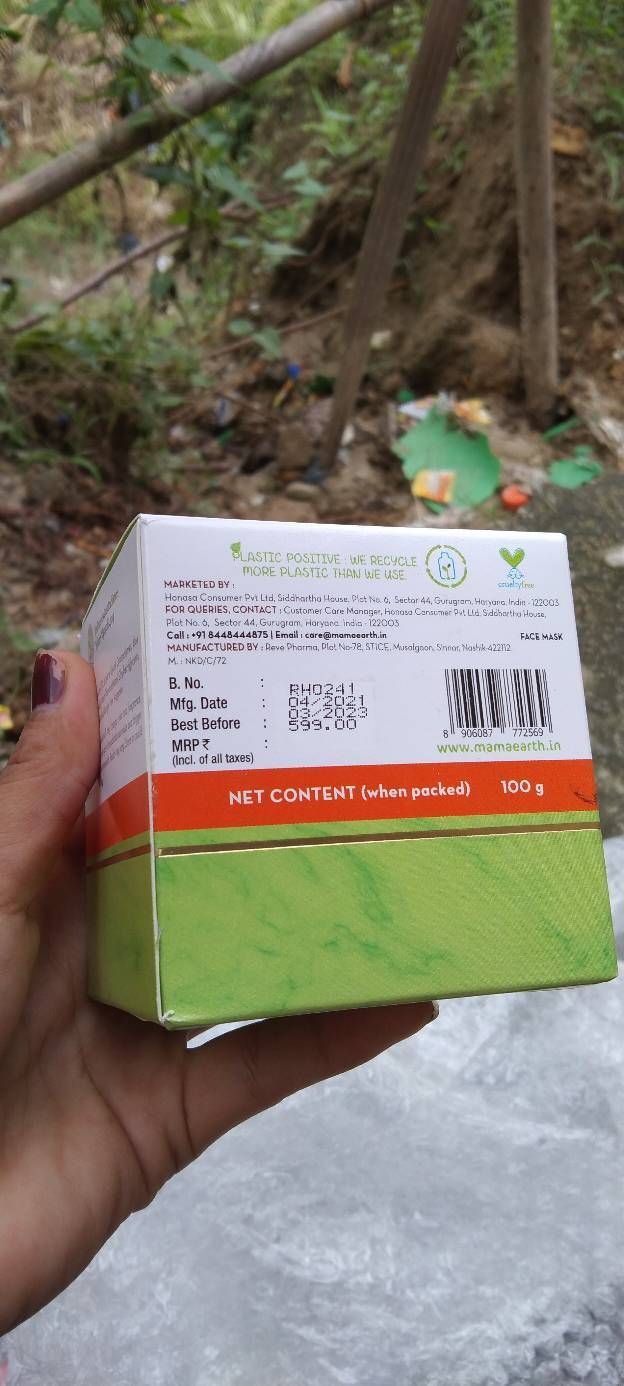 PLASTIC POSITIVE : WE RECYCLE
MORE PLASTIC THAN WE USE.
crueltyfree
MARKETED BY :
Honasa Consumer Pvt Ltd, Siddhartha House, Plot No. 6, Sector 44, Gurugram, Haryana, India - 122003
FOR QUERIES, CONTACT : Customer Care Manager, Honasa Consumer Pvt Ltd, Siddhartha House,
Plot No. 6, Sector 44, Gurugram, Haryana, India - 122003
Call : +91 8448444875 | Email : care@mamaearth.in
FACE MASK
MANUFACTURED BY : Reve Pharma, Plot No-78, STICE, Musalgaon, Sinnar, Nashik-422112.
M. : NKD/C/72
B. No. : RH0241
Mfg. Date : 04/2021
Best Before : 03/2023
MRP ₹ : 599.00
(Incl. of all taxes)
8 906087 772569
www.mamaearth.in
NET CONTENT (when packed) 100 g